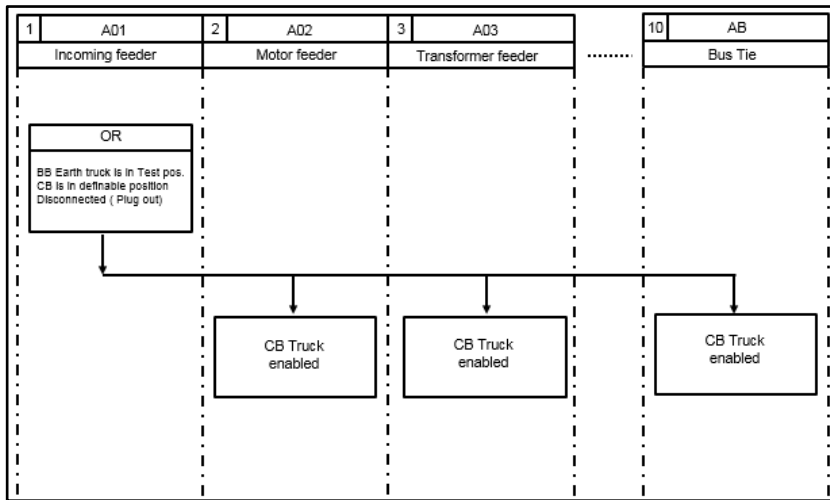 1 A01 2 A02 3 A03 10 AB
Incoming feeder Motor feeder Transformer feeder ........ Bus Tie
OR
BB Earth truck is in Test pos.
CB is in definable position
Disconnected ( Plug out)
CB Truck
enabled
CB Truck
enabled
CB Truck
enabled